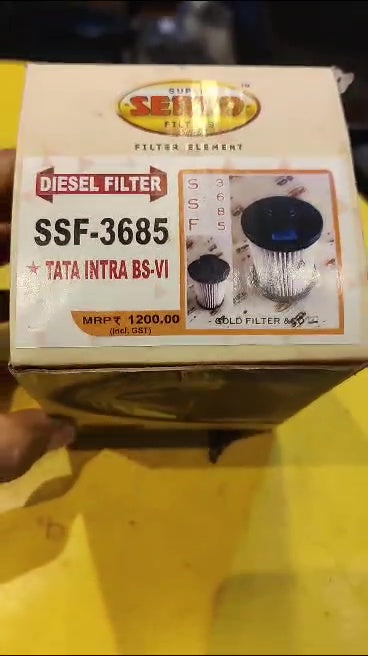 SUPER
FILTERS
FILTER ELEMENT
DIESEL FILTER
SSF-3685
★ TATA INTRA BS-VI
MRP ₹ 1200.00
(Incl. GST)
SSF
3685
GOLD FILTER & CO